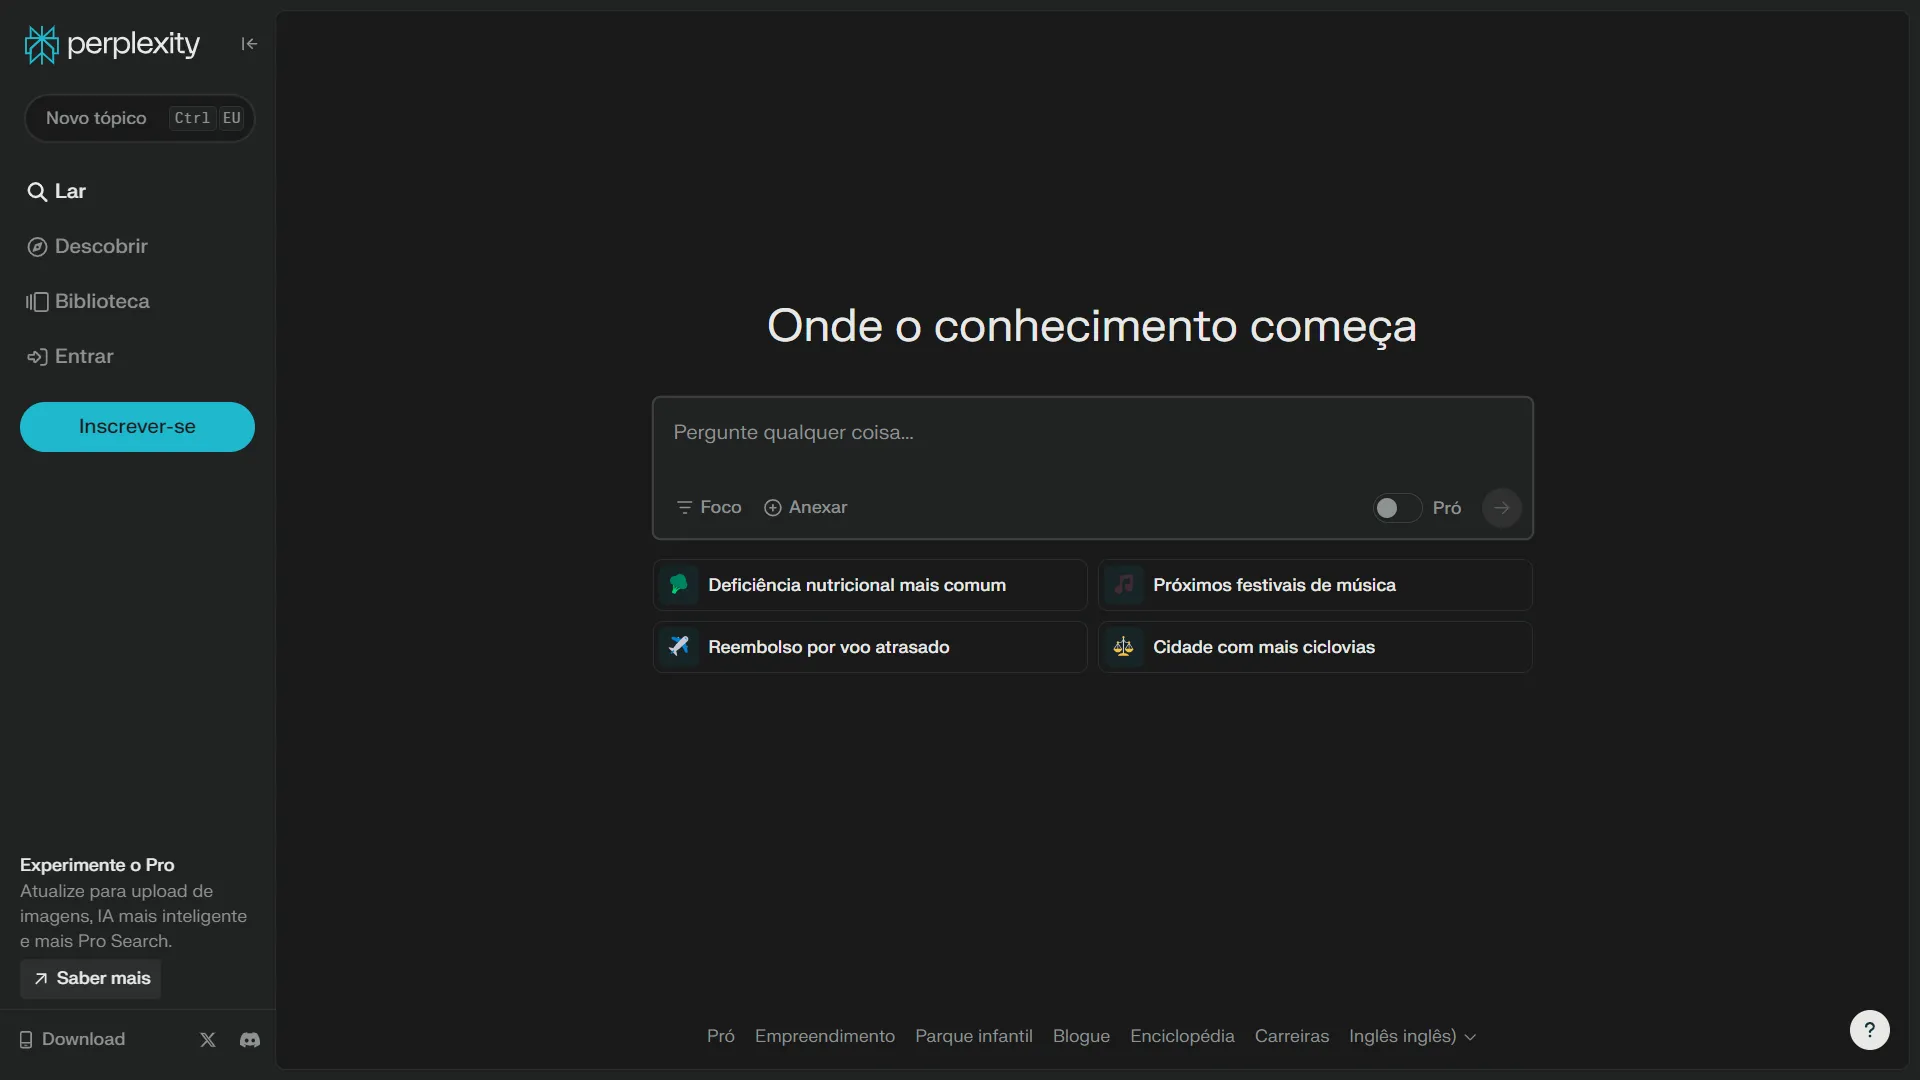 perplexity
Novo tópico Ctrl EU
Lar
Descobrir
Biblioteca
Entrar
Inscrever-se
Onde o conhecimento começa
Pergunte qualquer coisa...
Foco Anexar Pró
Deficiência nutricional mais comum
Próximos festivais de música
Reembolso por voo atrasado
Cidade com mais ciclovias
Experimente o Pro
Atualize para upload de
imagens, IA mais inteligente
e mais Pro Search.
Saber mais
Download
Pró Empreendimento Parque infantil Blogue Enciclopédia Carreiras Inglês inglês)
?